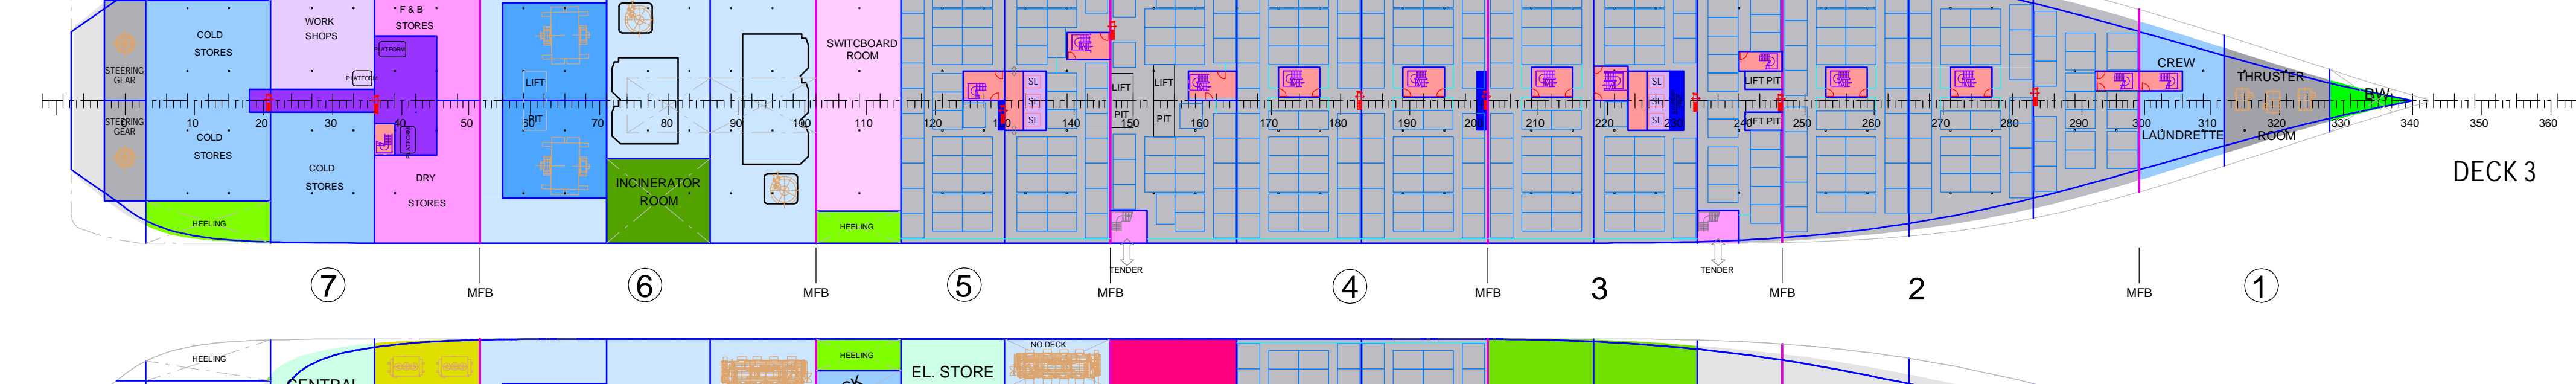 F & B
STORES
WORK
SHOPS
COLD
STORES
PLATFORM
SWITCBOARD
ROOM
STEERING
GEAR
PLATFORM
LIFT
PIT
SL
SL
SL
LIFT
PIT
LIFT
PIT
SL
SL
SL
LIFT PIT
LIFT PIT
CREW
LAUNDRETTE
THRUSTER
ROOM
BW
0 10 20 30 40 50 60 70 80 90 100 110 120 130 140 150 160 170 180 190 200 210 220 230 240 250 260 270 280 290 300 310 320 330 340 350 360
STEERING
GEAR
COLD
STORES
PLATFORM
COLD
STORES
DRY
STORES
INCINERATOR
ROOM
HEELING
HEELING
DECK 3
TENDER
TENDER
7 6 5 4 3 2 1
MFB MFB MFB MFB MFB MFB
HEELING
CENTRAL
HEELING
EL. STORE
NO DECK